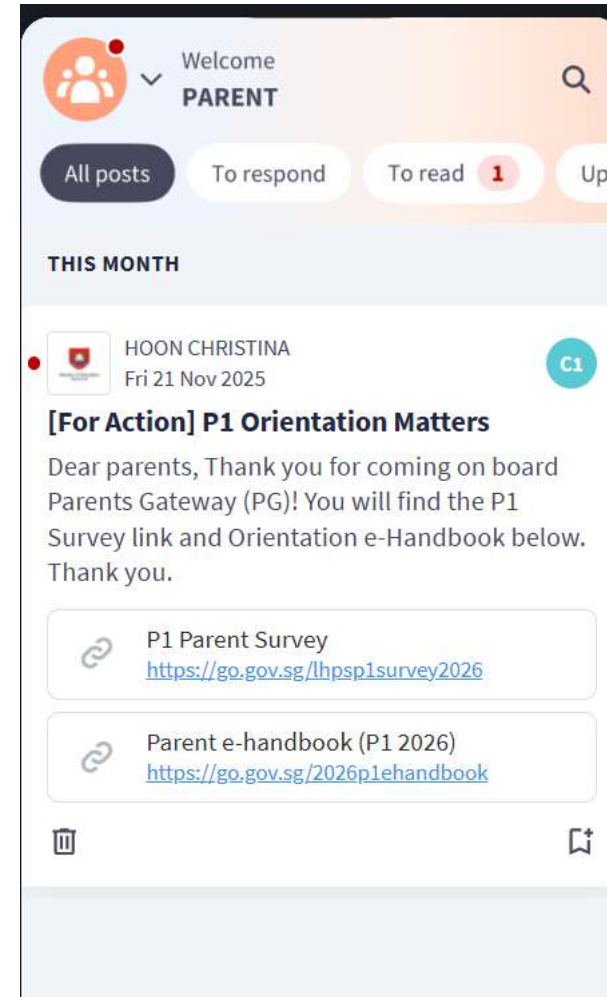 Welcome
PARENT
All posts
To respond
To read 1
Up
THIS MONTH
HOON CHRISTINA
Fri 21 Nov 2025
C1
[For Action] P1 Orientation Matters
Dear parents, Thank you for coming on board
Parents Gateway (PG)! You will find the P1
Survey link and Orientation e-Handbook below.
Thank you.
P1 Parent Survey
https://go.gov.sg/lhpsp1survey2026
Parent e-handbook (P1 2026)
https://go.gov.sg/2026p1ehandbook